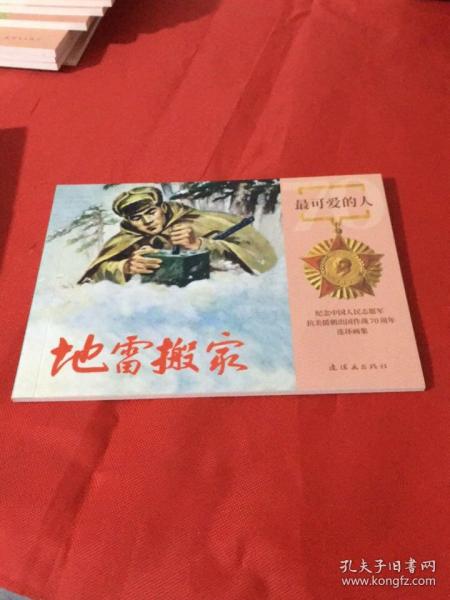 最可爱的人
70
纪念中国人民志愿军
抗美援朝出国作战70周年
连环画集
地雷搬家
连环画出版社
孔夫子旧书网
www.kongfz.com